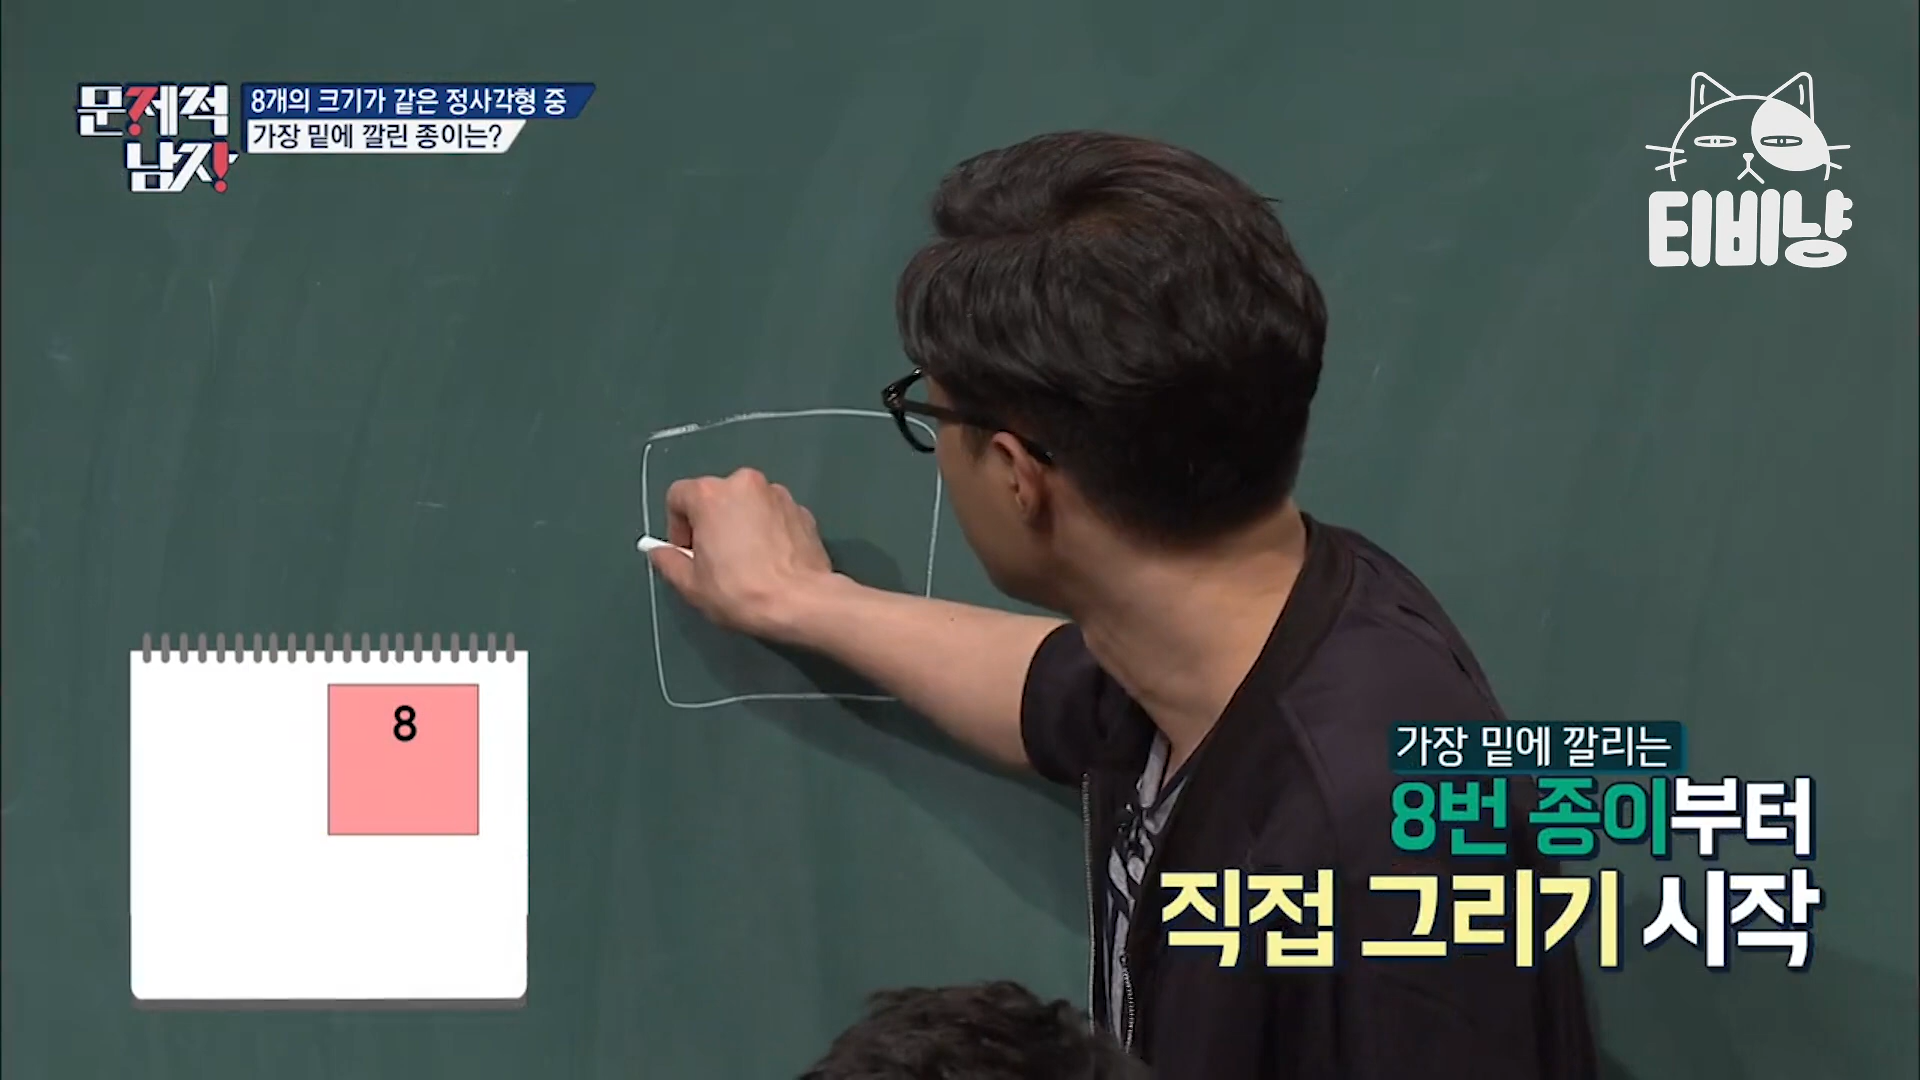 문제적
남자!
8개의 크기가 같은 정사각형 중
가장 밑에 깔린 종이는?
티비냥
8
가장 밑에 깔리는
8번 종이부터
직접 그리기 시작